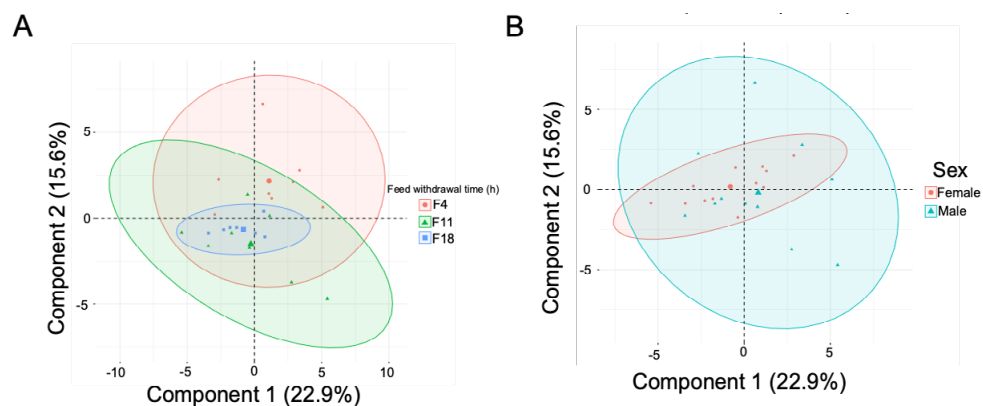 A
Component 2 (15.6%)
5
0
-5
-10
-5
0
5
10
Component 1 (22.9%)
Feed withdrawal time (h)
F4
F11
F18
B
Component 2 (15.6%)
5
0
-5
-5
0
5
Component 1 (22.9%)
Sex
Female
Male